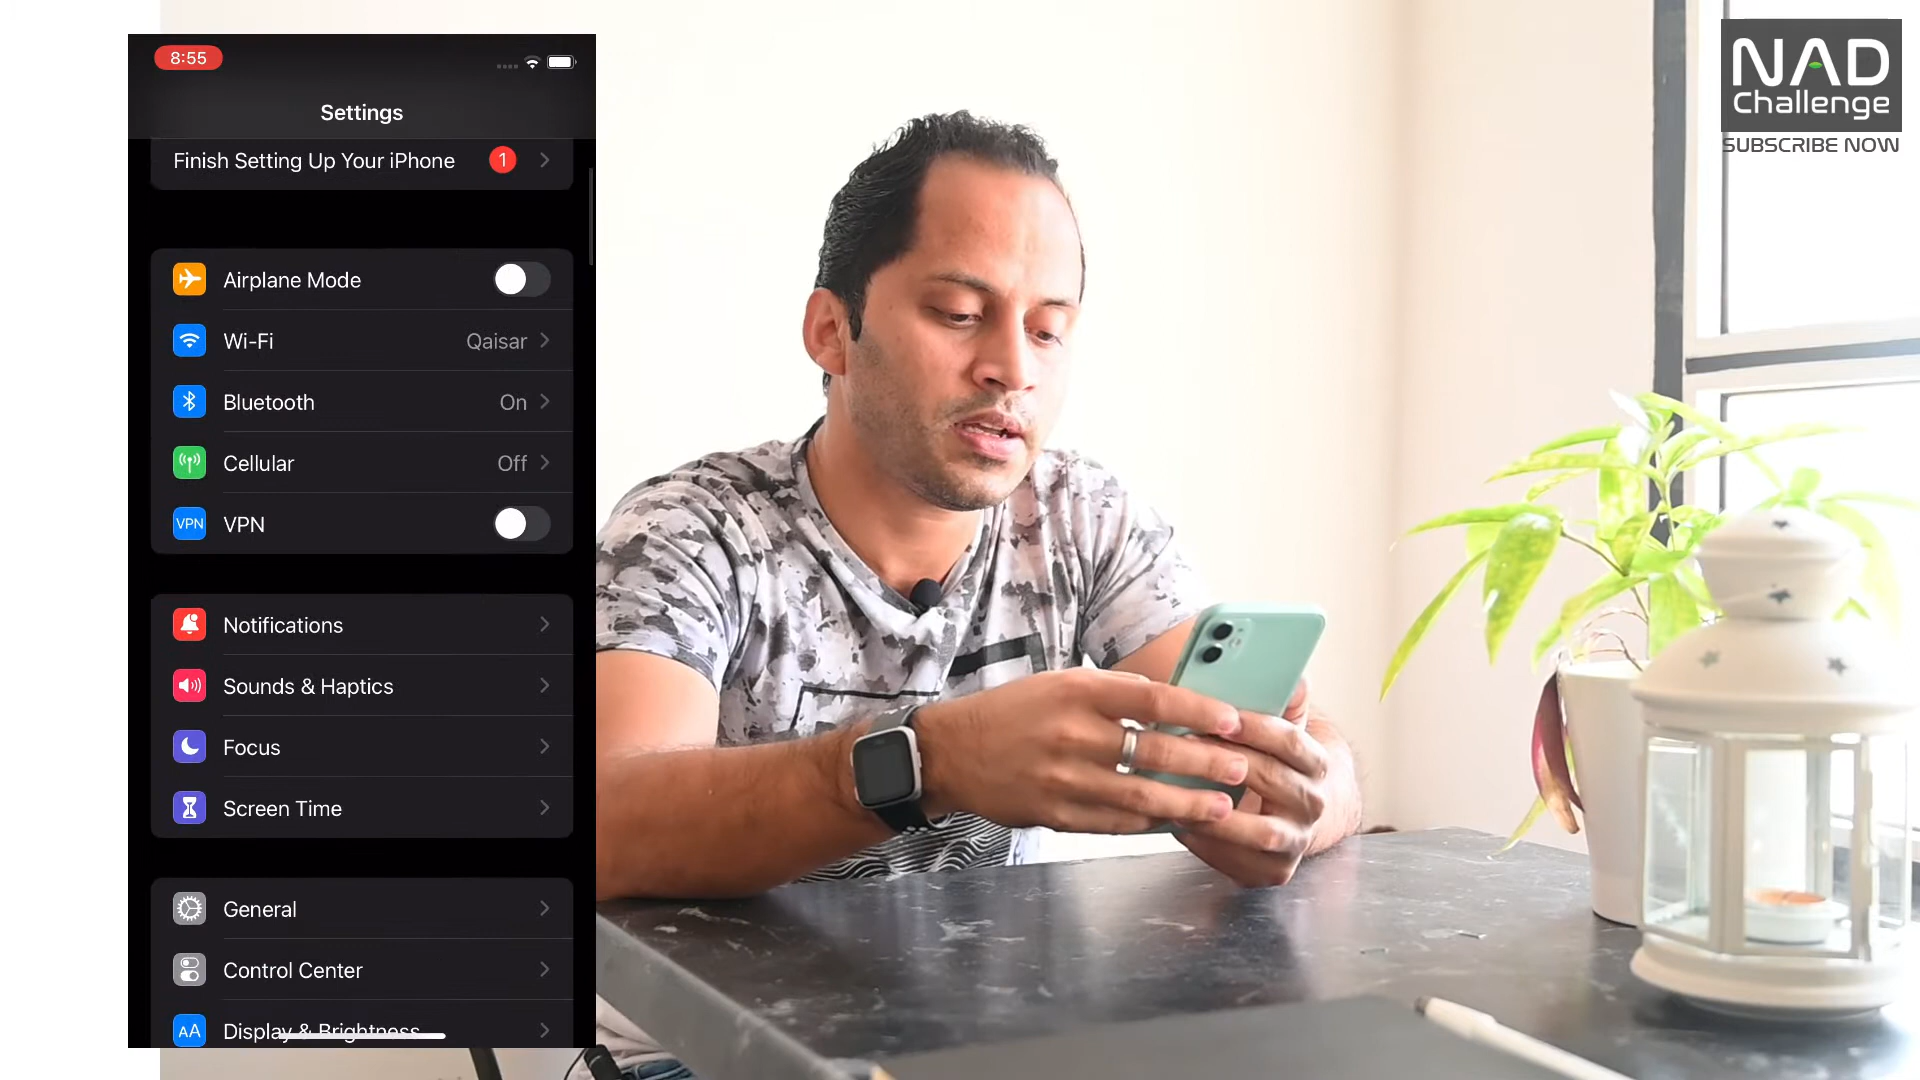 8:55
Settings
Finish Setting Up Your iPhone 1
Airplane Mode
Wi-Fi Qaisar
Bluetooth On
Cellular Off
VPN VPN
Notifications
Sounds & Haptics
Focus
Screen Time
General
Control Center
AA Display & Brightness
NAD
Challenge
SUBSCRIBE NOW